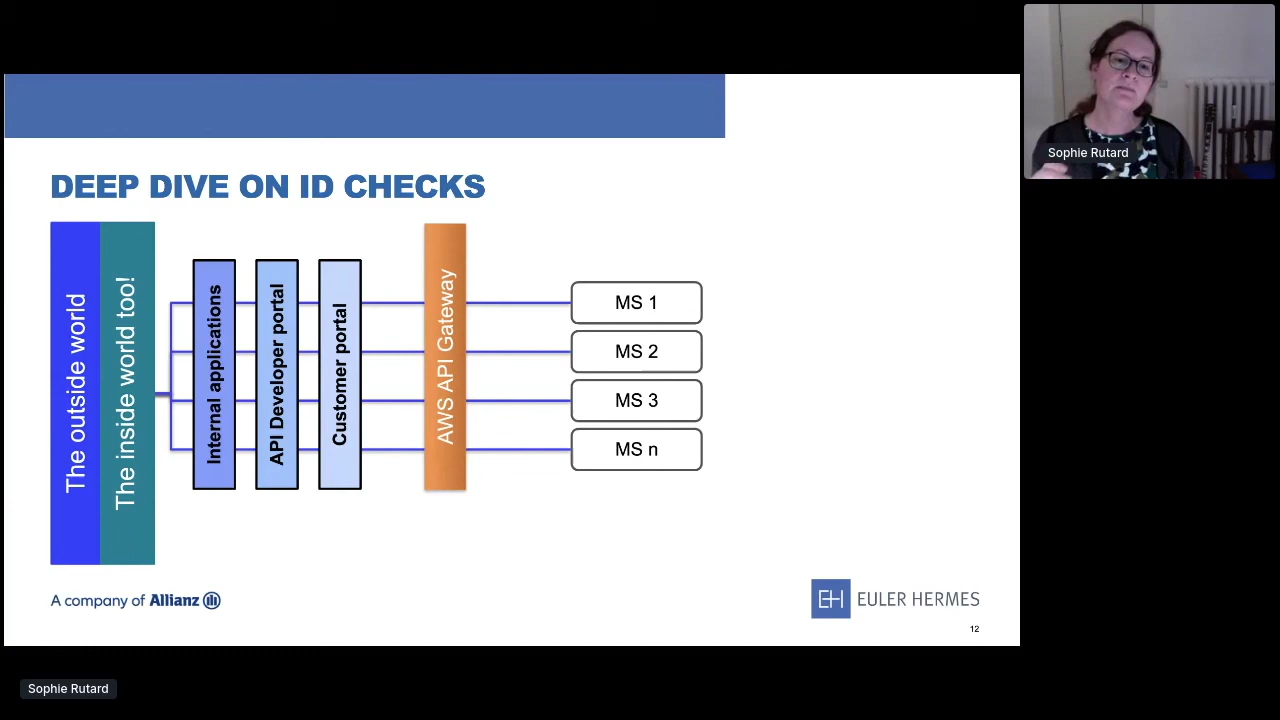 Sophie Rutard
DEEP DIVE ON ID CHECKS
The outside world
The inside world too!
Internal applications
API Developer portal
Customer portal
AWS API Gateway
MS 1
MS 2
MS 3
MS n
A company of Allianz
EH EULER HERMES
12
Sophie Rutard